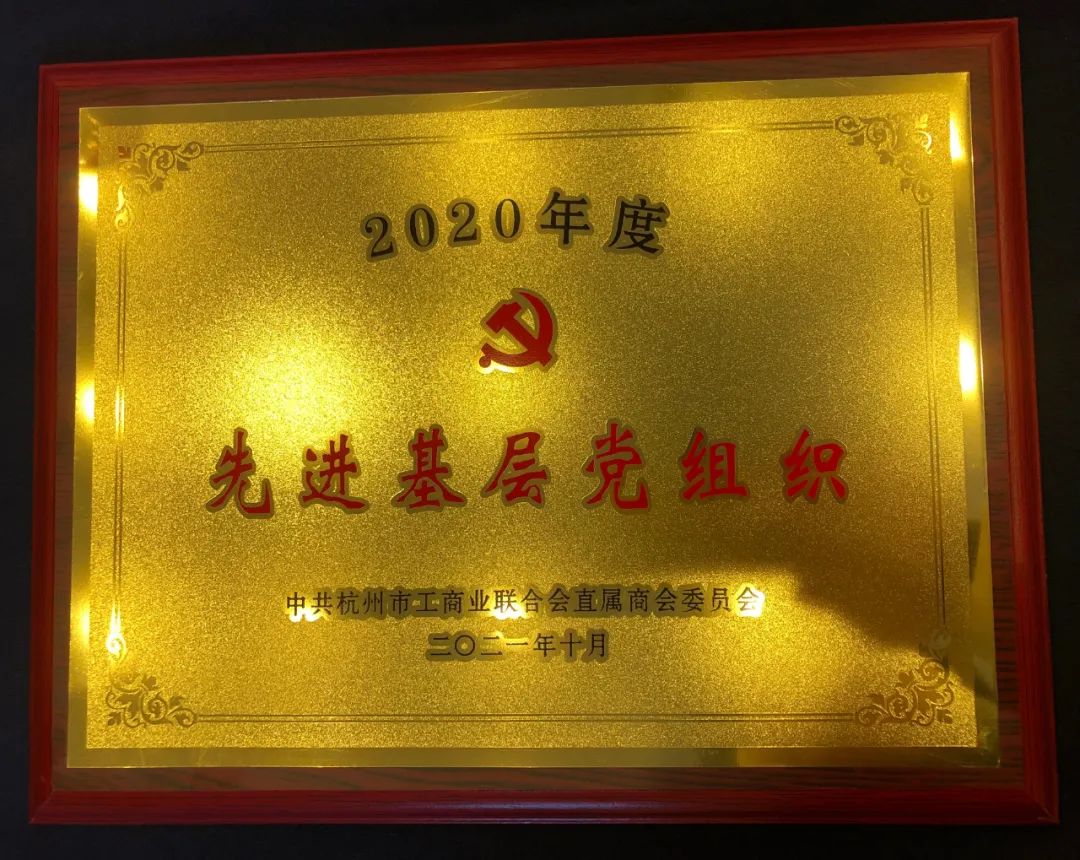 2020年度
先进基层党组织
中共杭州市工商业联合会直属商会委员会
二〇二一年十月